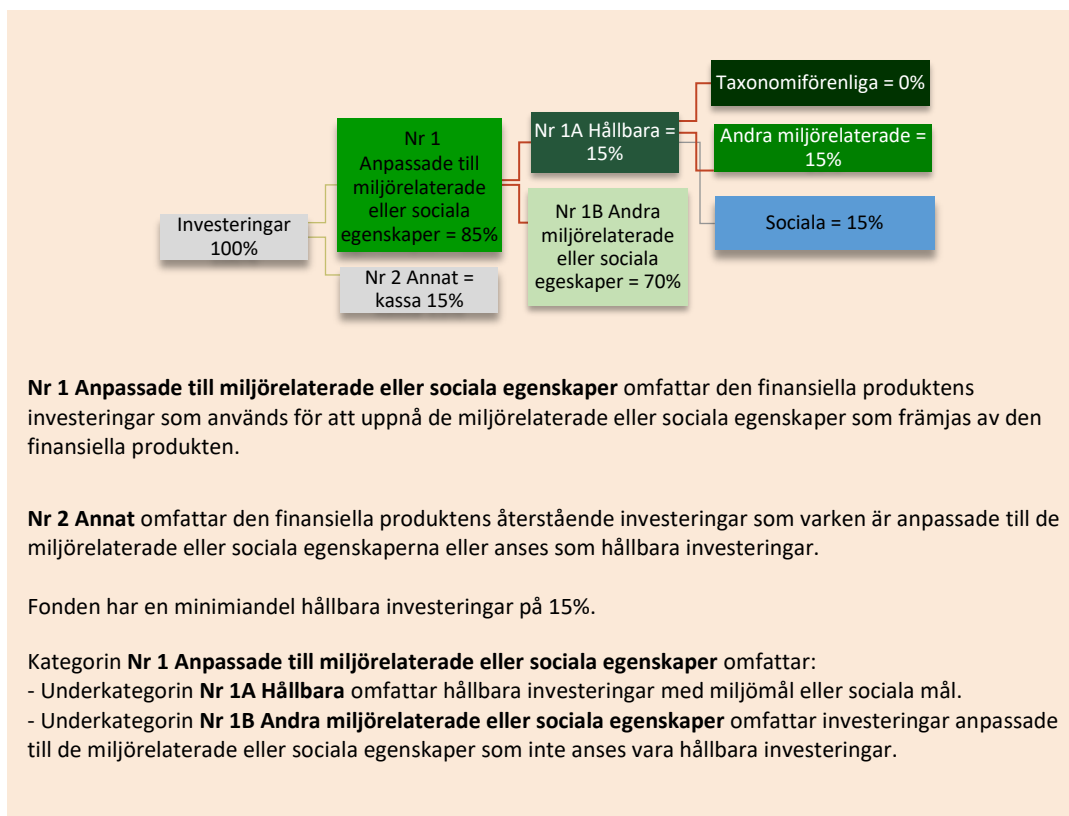 Investeringar
100%
Nr 1
Anpassade till
miljörelaterade
eller sociala
egenskaper = 85%
Nr 2 Annat =
kassa 15%
Nr 1A Hållbara =
15%
Nr 1B Andra
miljörelaterade
eller sociala
egeskaper = 70%
Taxonomiförenliga = 0%
Andra miljörelaterade =
15%
Sociala = 15%
Nr 1 Anpassade till miljörelaterade eller sociala egenskaper omfattar den finansiella produktens
investeringar som används för att uppnå de miljörelaterade eller sociala egenskaper som främjas av den
finansiella produkten.
Nr 2 Annat omfattar den finansiella produktens återstående investeringar som varken är anpassade till de
miljörelaterade eller sociala egenskaperna eller anses som hållbara investeringar.
Fonden har en minimiandel hållbara investeringar på 15%.
Kategorin Nr 1 Anpassade till miljörelaterade eller sociala egenskaper omfattar:
- Underkategorin Nr 1A Hållbara omfattar hållbara investeringar med miljömål eller sociala mål.
- Underkategorin Nr 1B Andra miljörelaterade eller sociala egenskaper omfattar investeringar anpassade
till de miljörelaterade eller sociala egenskaper som inte anses vara hållbara investeringar.